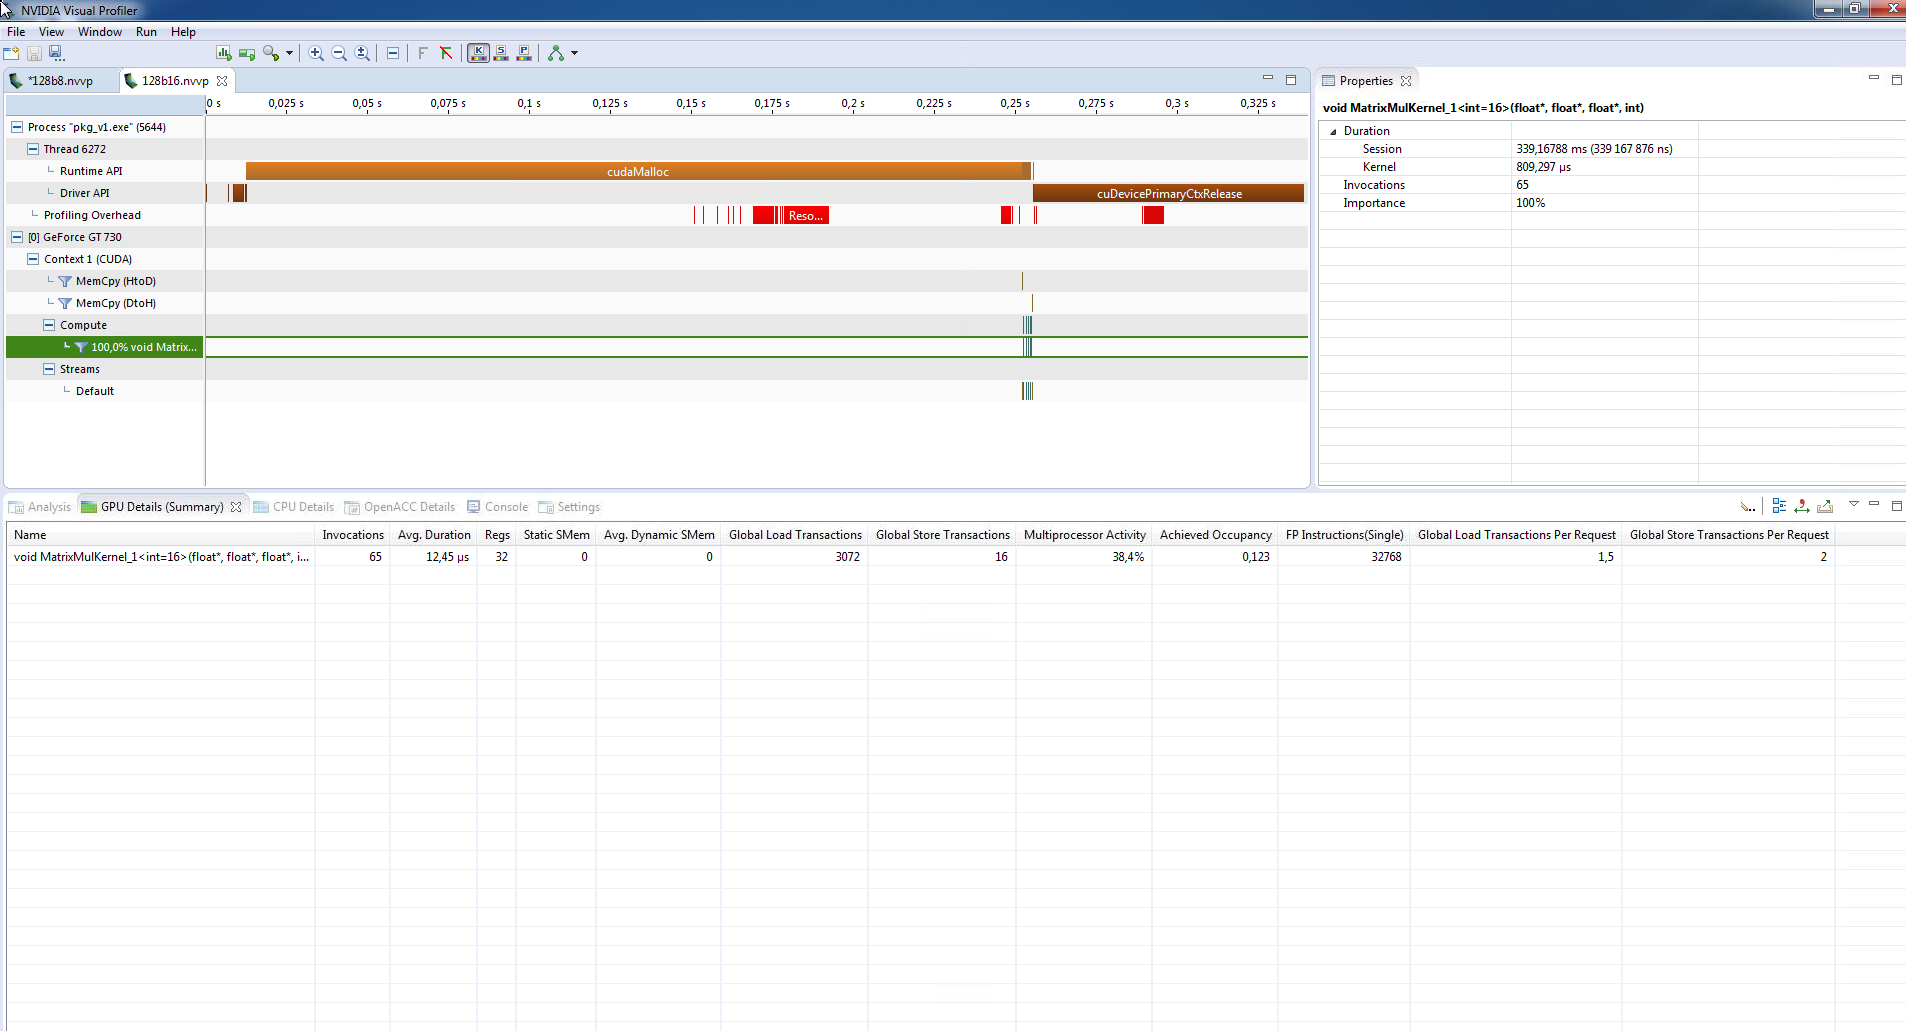 NVIDIA Visual Profiler
File View Window Run Help
*128b8.nvvp 128b16.nvvp
0 s 0,025 s 0,05 s 0,075 s 0,1 s 0,125 s 0,15 s 0,175 s 0,2 s 0,225 s 0,25 s 0,275 s 0,3 s 0,325 s
Process "pkg_v1.exe" (5644)
Thread 6272
Runtime API cudaMalloc
Driver API cuDevicePrimaryCtxRelease
Profiling Overhead Reso...
[0] GeForce GT 730
Context 1 (CUDA)
MemCpy (HtoD)
MemCpy (DtoH)
Compute
100,0% void Matrix...
Streams
Default
Properties
void MatrixMulKernel_1<int=16>(float*, float*, float*, int)
Duration
Session 339,16788 ms (339 167 876 ns)
Kernel 809,297 µs
Invocations 65
Importance 100%
Analysis GPU Details (Summary) CPU Details OpenACC Details Console Settings
Name Invocations Avg. Duration Regs Static SMem Avg. Dynamic SMem Global Load Transactions Global Store Transactions Multiprocessor Activity Achieved Occupancy FP Instructions(Single) Global Load Transactions Per Request Global Store Transactions Per Request
void MatrixMulKernel_1<int=16>(float*, float*, float*, i... 65 12,45 µs 32 0 0 3072 16 38,4% 0,123 32768 1,5 2